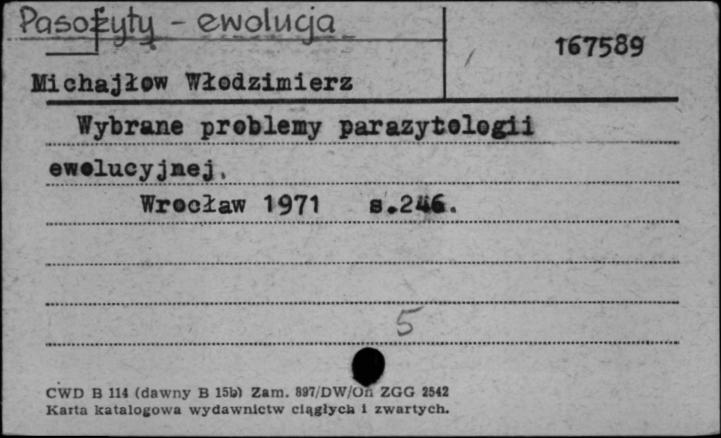 Pasożyty - ewolucja
167589
Michajłow Włodzimierz
Wybrane problemy parazytologii
ewolucyjnej.
Wrocław 1971 s.246.
5
CWD B 114 (dawny B 15b) Zam. 897/DW/On ZGG 2542
Karta katalogowa wydawnictw ciągłych i zwartych.